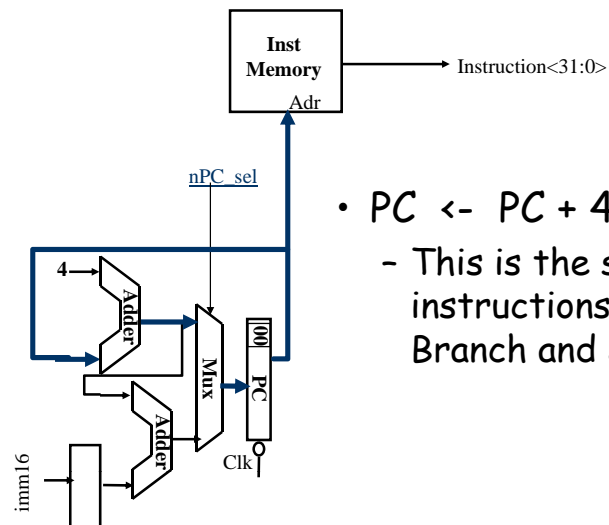 Inst
Memory
Adr
Instruction<31:0>
nPC_sel
4
Adder
Mux
00
PC
Adder
Clk
imm16
• PC <- PC + 4
- This is the
instructions
Branch and